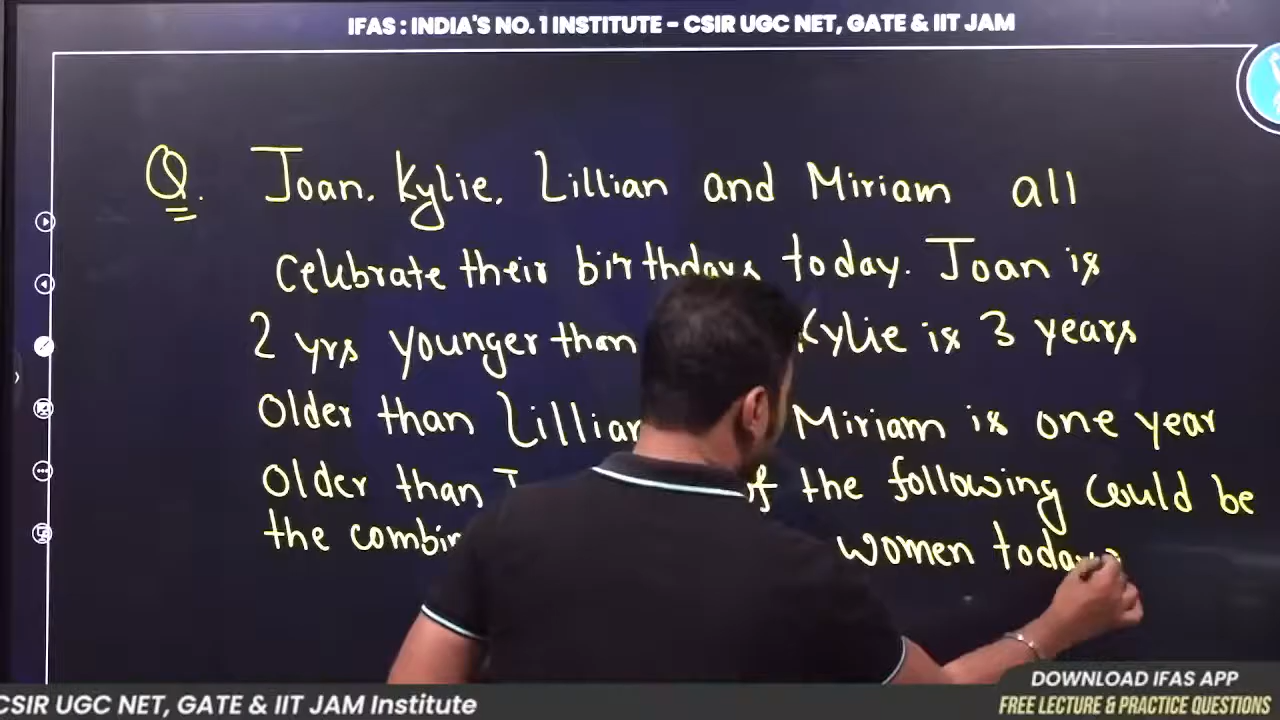 IFAS : INDIA'S NO. 1 INSTITUTE - CSIR UGC NET, GATE & IIT JAM
Q. Joan, Kylie, Lillian and Miriam all
celebrate their birthdays today. Joan is
2 yrs younger than Kylie is 3 years
Older than Lillian Miriam is one year
Older than of the following could be
the combin women today
DOWNLOAD IFAS APP
CSIR UGC NET, GATE & IIT JAM Institute
FREE LECTURE & PRACTICE QUESTIONS